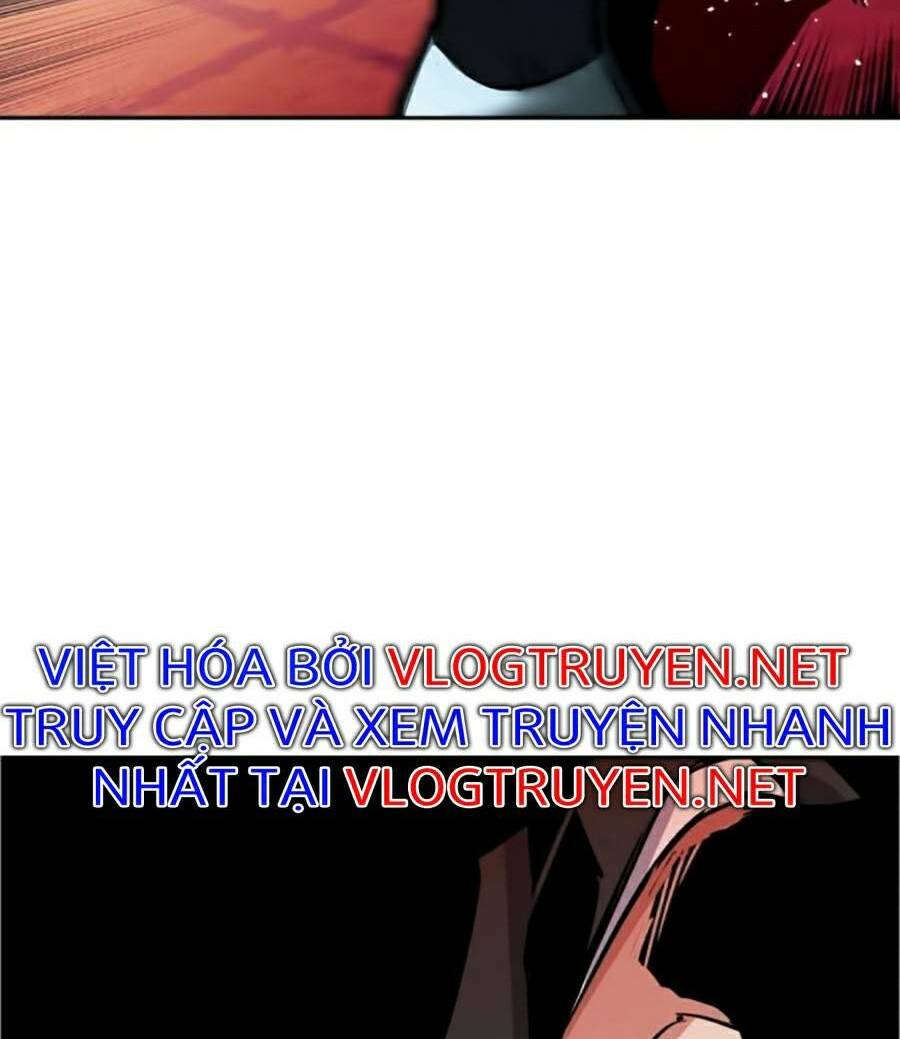 VIỆT HÓA BỞI VLOGTRUYEN.NET
TRUY CẬP VÀ XEM TRUYỆN NHANH
NHẤT TẠI VLOGTRUYEN.NET